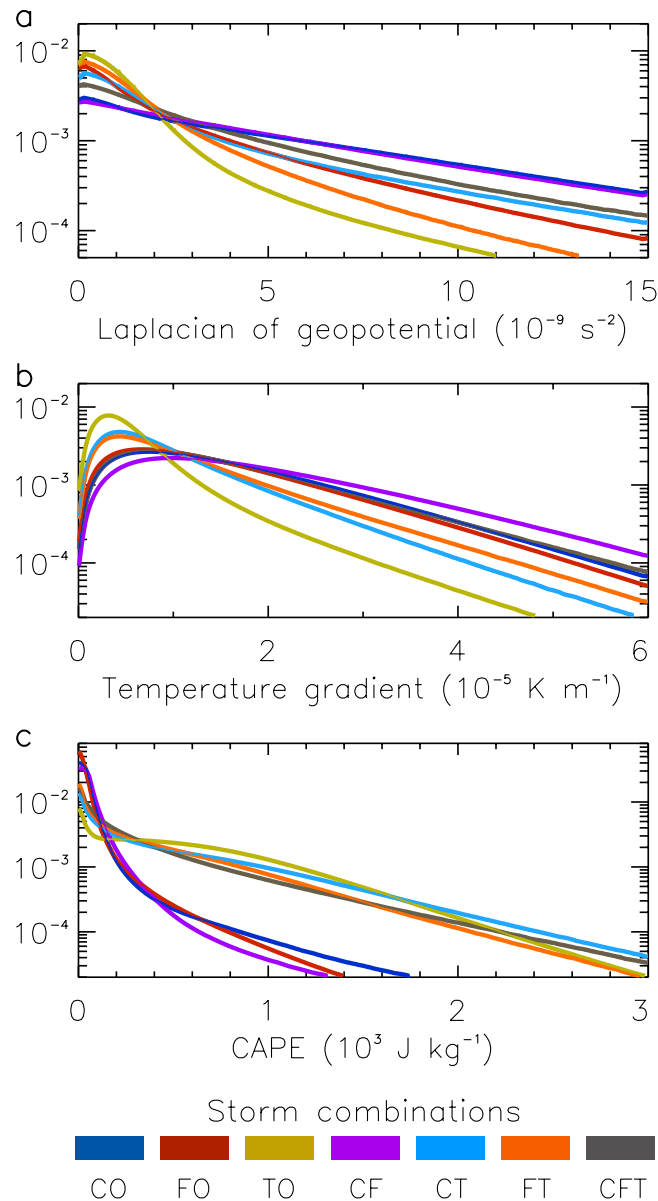 a
10⁻²
10⁻³
10⁻⁴
0 5 10 15
Laplacian of geopotential (10⁻⁹ s⁻²)
b
10⁻²
10⁻³
10⁻⁴
0 2 4 6
Temperature gradient (10⁻⁵ K m⁻¹)
c
10⁻²
10⁻³
10⁻⁴
0 1 2 3
CAPE (10³ J kg⁻¹)
Storm combinations
CO FO TO CF CT FT CFT